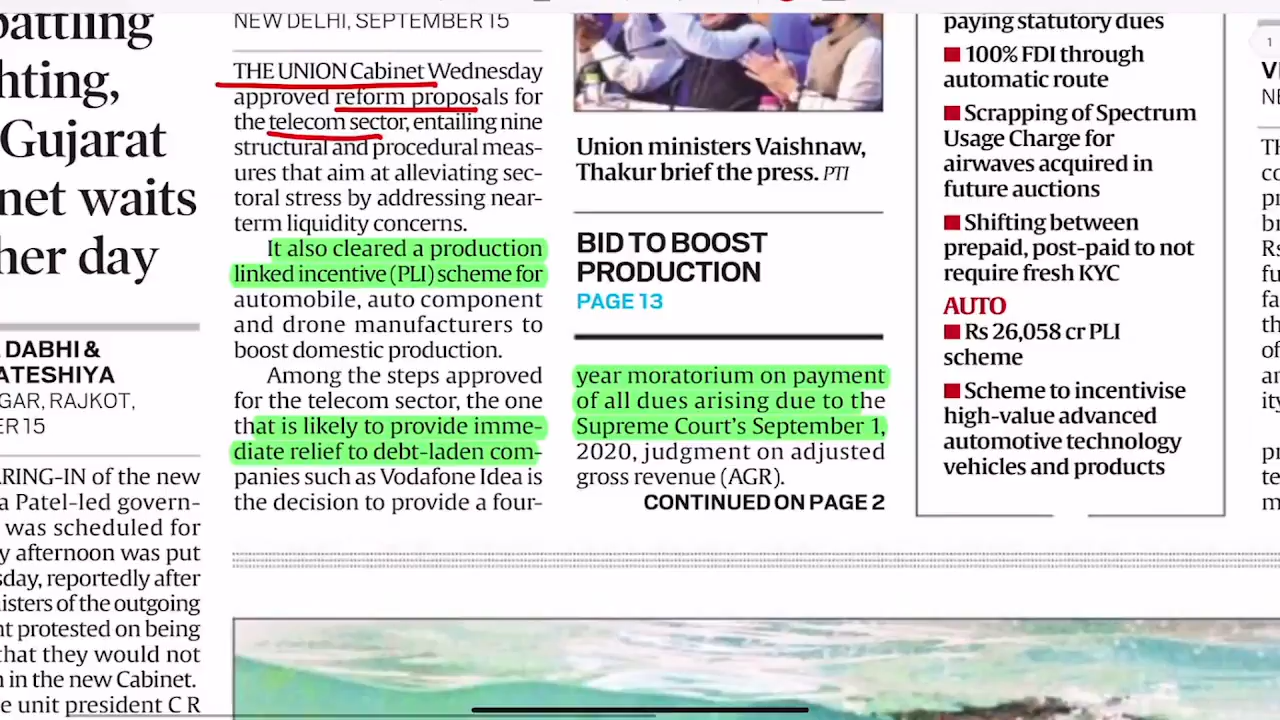 battling
hting,
Gujarat
net waits
her day
DABHI &
ATESHIYA
GAR, RAJKOT,
ER 15
ARING-IN of the new
a Patel-led govern-
was scheduled for
y afternoon was put
sday, reportedly after
isters of the outgoing
nt protested on being
that they would not
n in the new Cabinet.
e unit president C R
NEW DELHI, SEPTEMBER 15
THE UNION Cabinet Wednesday
approved reform proposals for
the telecom sector, entailing nine
structural and procedural meas-
ures that aim at alleviating sec-
toral stress by addressing near-
term liquidity concerns.
It also cleared a production
linked incentive (PLI) scheme for
automobile, auto component
and drone manufacturers to
boost domestic production.
Among the steps approved
for the telecom sector, the one
that is likely to provide imme-
diate relief to debt-laden com-
panies such as Vodafone Idea is
the decision to provide a four-
Union ministers Vaishnaw,
Thakur brief the press. PTI
BID TO BOOST
PRODUCTION
PAGE 13
year moratorium on payment
of all dues arising due to the
Supreme Court's September 1,
2020, judgment on adjusted
gross revenue (AGR).
CONTINUED ON PAGE 2
paying statutory dues
■ 100% FDI through
automatic route
■ Scrapping of Spectrum
Usage Charge for
airwaves acquired in
future auctions
■ Shifting between
prepaid, post-paid to not
require fresh KYC
AUTO
■ Rs 26,058 cr PLI
scheme
■ Scheme to incentivise
high-value advanced
automotive technology
vehicles and products
1